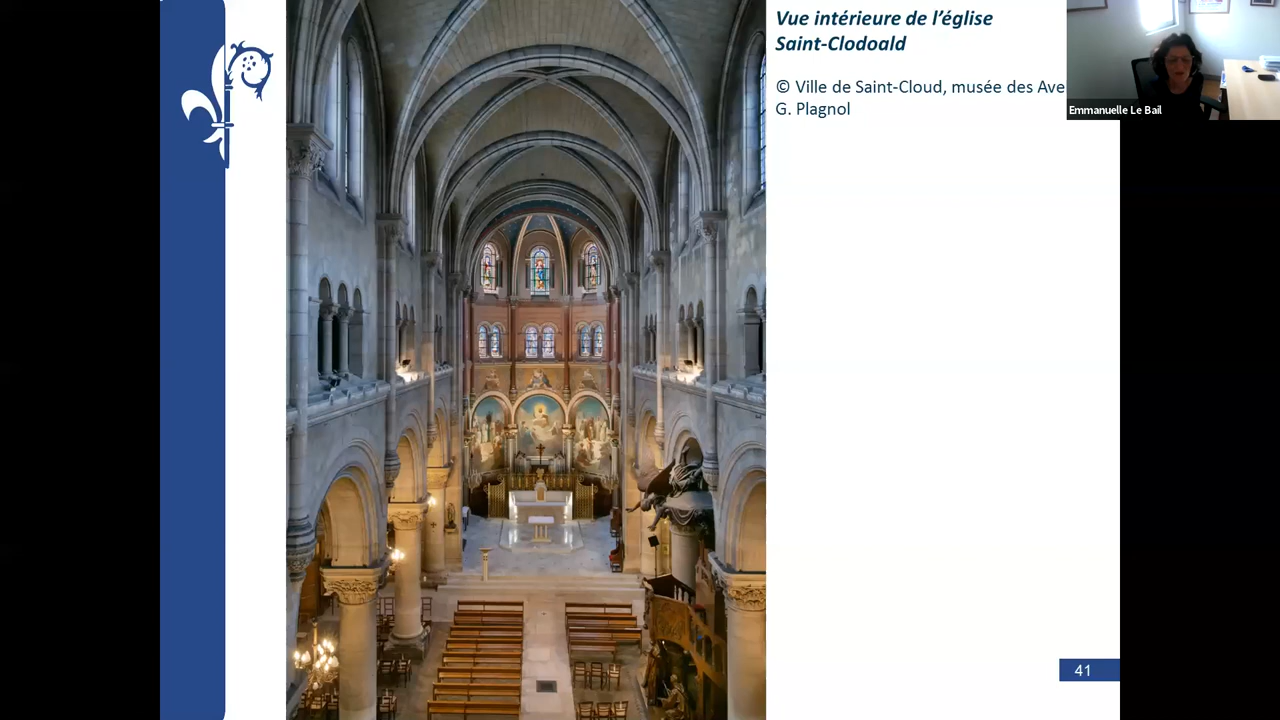 Vue intérieure de l'église
Saint-Clodoald
© Ville de Saint-Cloud, musée des Ave
G. Plagnol
Emmanuelle Le Bail
41